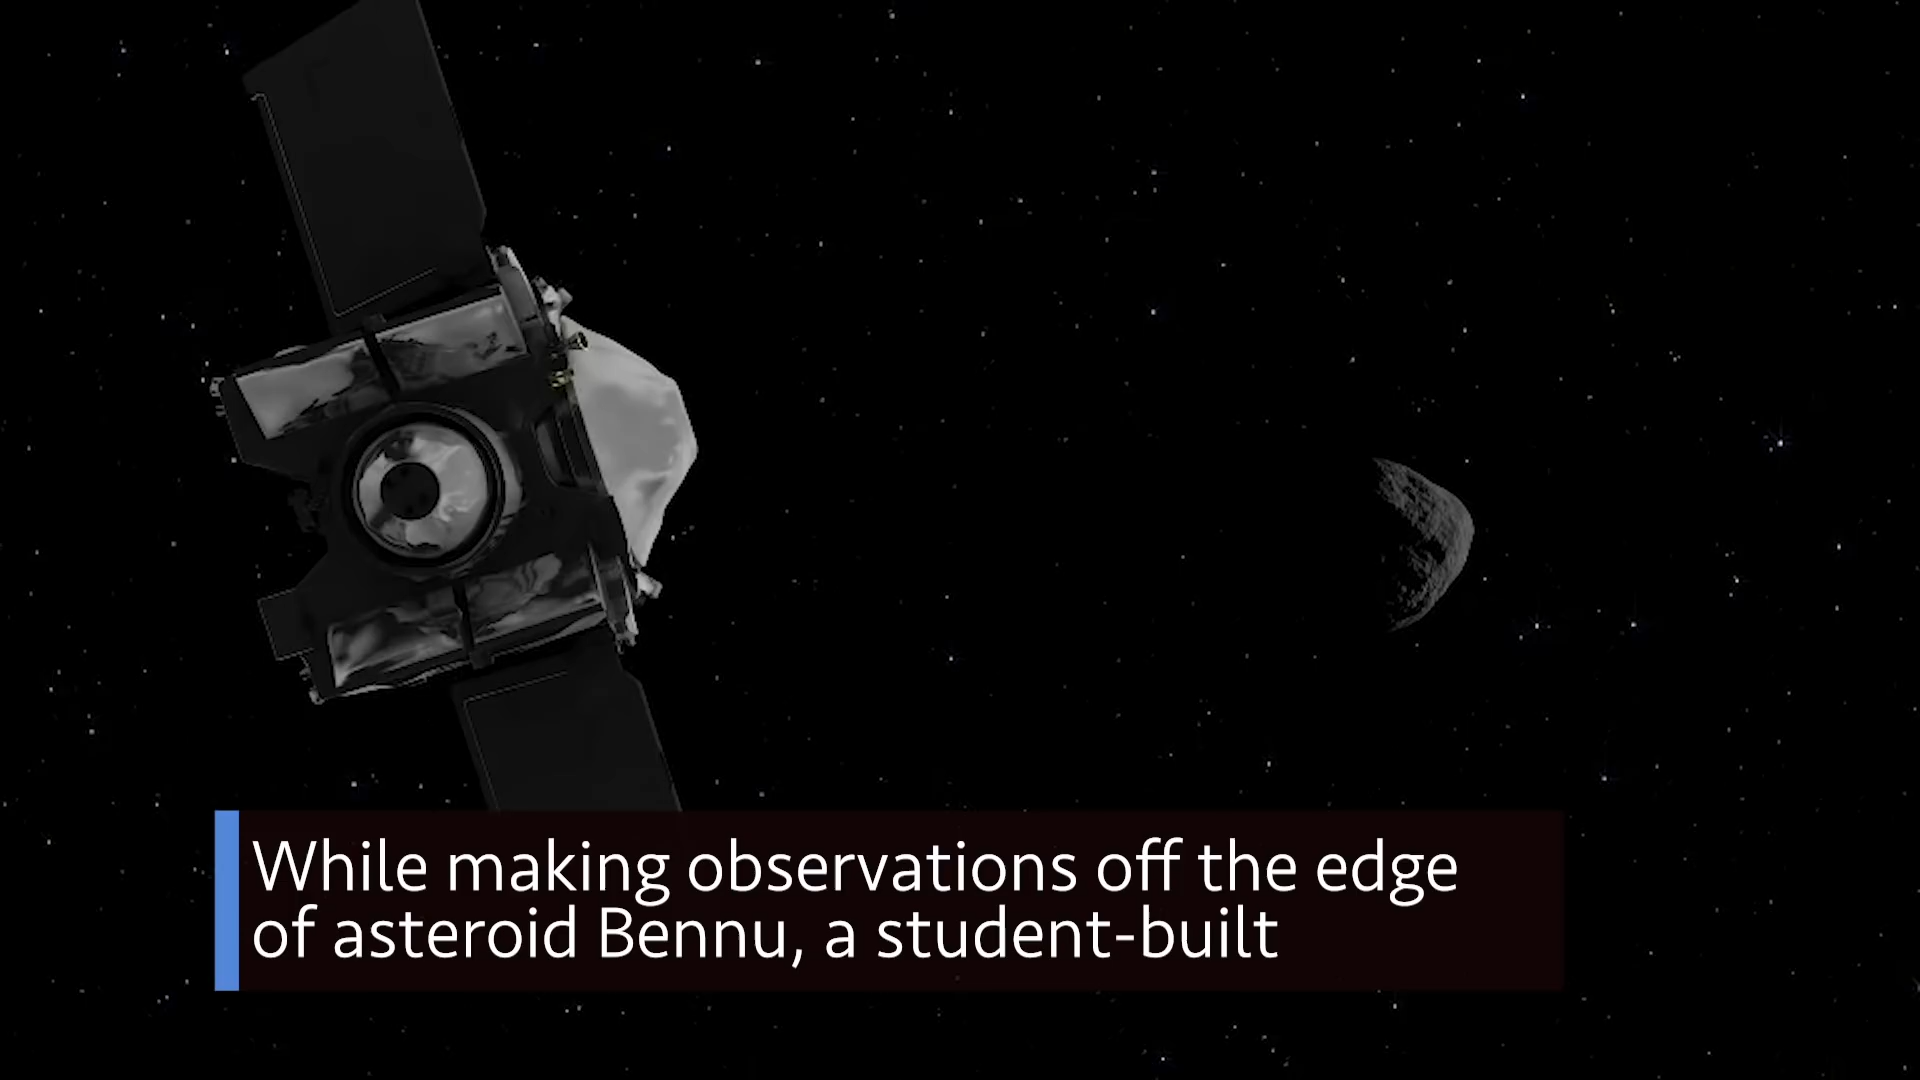 While making observations off the edge
of asteroid Bennu, a student-built